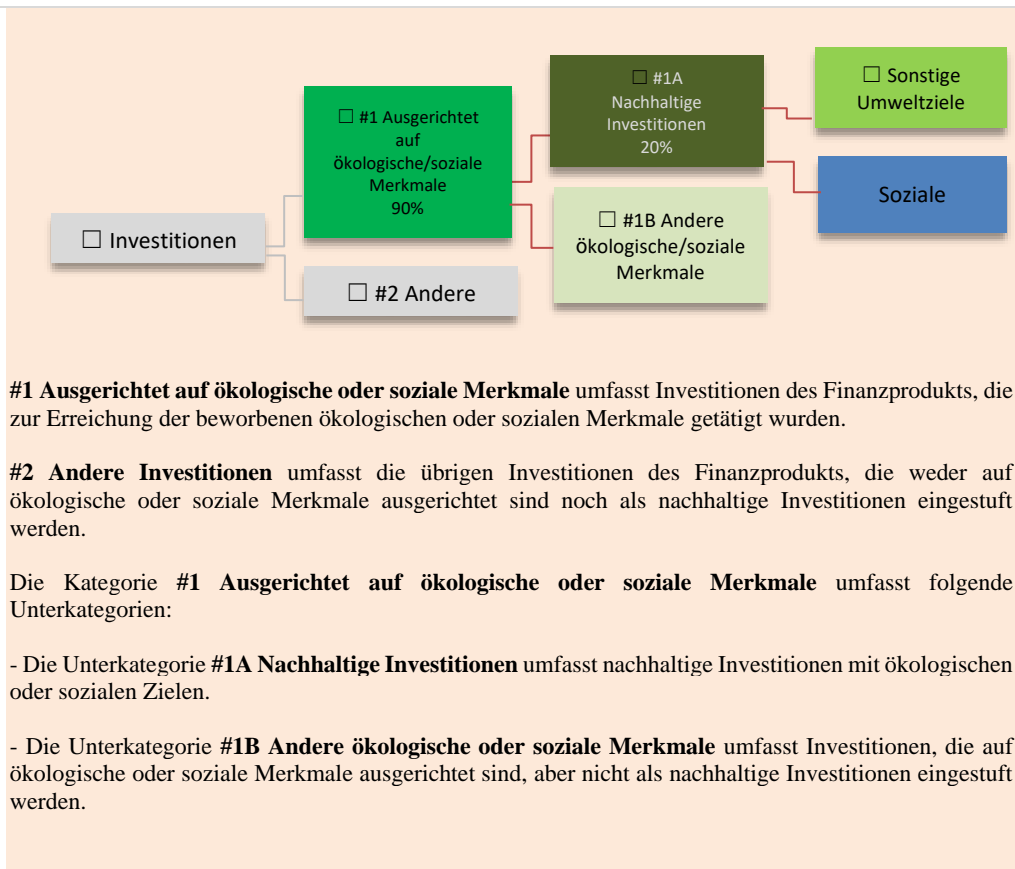 ☐ Investitionen
☐ #1 Ausgerichtet
auf
ökologische/soziale
Merkmale
90%
☐ #2 Andere
☐ #1A
Nachhaltige
Investitionen
20%
☐ #1B Andere
ökologische/soziale
Merkmale
☐ Sonstige
Umweltziele
Soziale
#1 Ausgerichtet auf ökologische oder soziale Merkmale umfasst Investitionen des Finanzprodukts, die
zur Erreichung der beworbenen ökologischen oder sozialen Merkmale getätigt wurden.
#2 Andere Investitionen umfasst die übrigen Investitionen des Finanzprodukts, die weder auf
ökologische oder soziale Merkmale ausgerichtet sind noch als nachhaltige Investitionen eingestuft
werden.
Die Kategorie #1 Ausgerichtet auf ökologische oder soziale Merkmale umfasst folgende
Unterkategorien:
- Die Unterkategorie #1A Nachhaltige Investitionen umfasst nachhaltige Investitionen mit ökologischen
oder sozialen Zielen.
- Die Unterkategorie #1B Andere ökologische oder soziale Merkmale umfasst Investitionen, die auf
ökologische oder soziale Merkmale ausgerichtet sind, aber nicht als nachhaltige Investitionen eingestuft
werden.